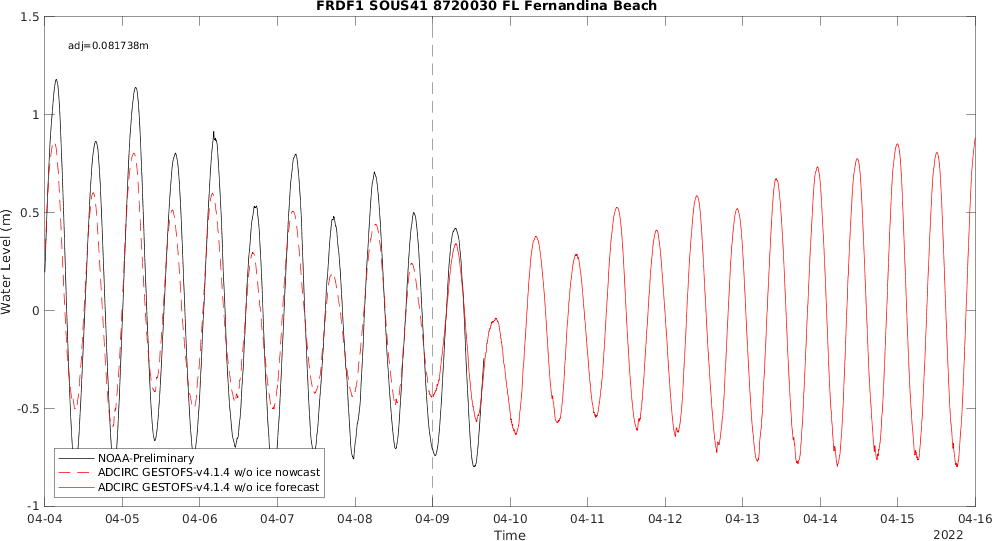 FRDF1 SOUS41 8720030 FL Fernandina Beach
adj=0.081738m
Water Level (m)
1.5
1
0.5
0
-0.5
-1
NOAA-Preliminary
ADCIRC GESTOFS-v4.1.4 w/o ice nowcast
ADCIRC GESTOFS-v4.1.4 w/o ice forecast
04-04 04-05 04-06 04-07 04-08 04-09 04-10 04-11 04-12 04-13 04-14 04-15 04-16
Time
2022